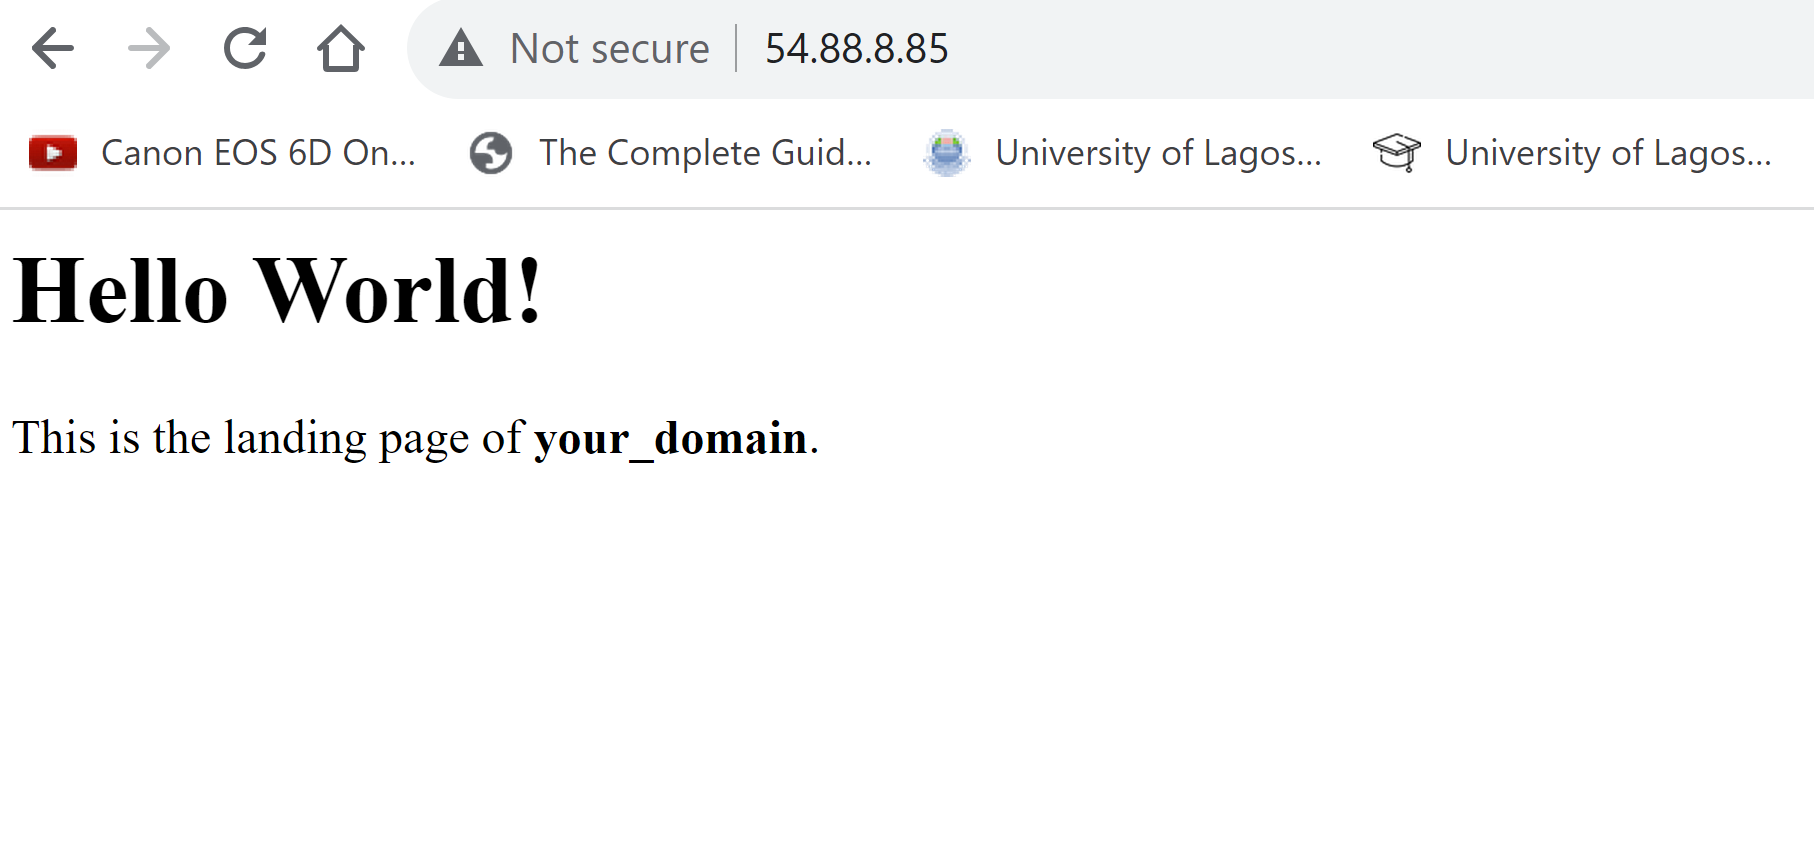 Not secure 54.88.8.85
Canon EOS 6D On... The Complete Guid... University of Lagos... University of Lagos...
Hello World!
This is the landing page of your_domain.